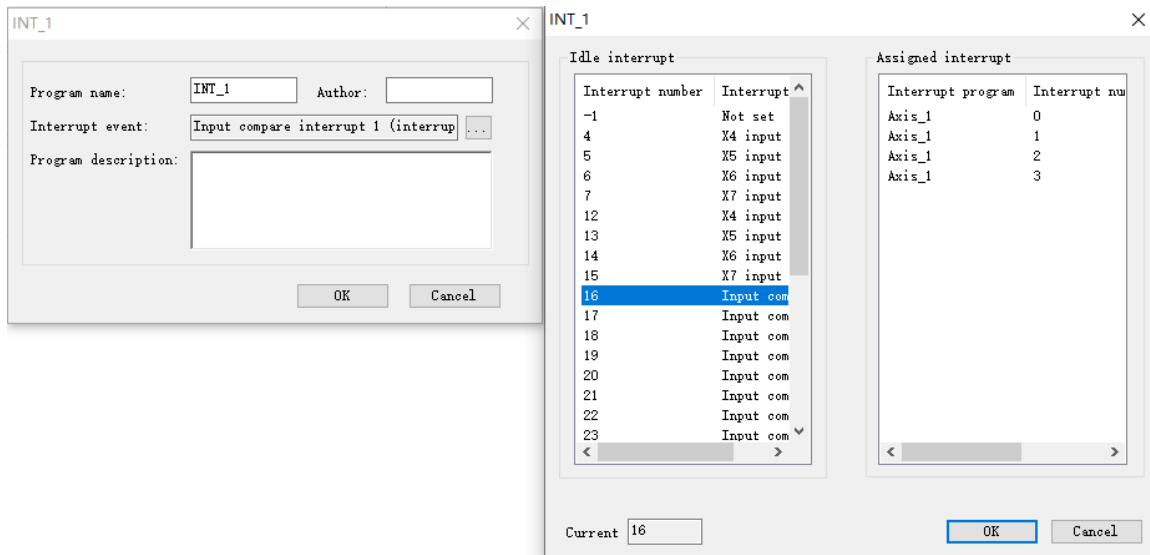 INT_1
Program name: INT_1 Author:
Interrupt event: Input compare interrupt 1 (interrup ...
Program description:
OK Cancel
INT_1
Idle interrupt
Interrupt number Interrupt
-1 Not set
4 X4 input
5 X5 input
6 X6 input
7 X7 input
12 X4 input
13 X5 input
14 X6 input
15 X7 input
16 Input com
17 Input com
18 Input com
19 Input com
20 Input com
21 Input com
22 Input com
23 Input com
Assigned interrupt
Interrupt program Interrupt nu
Axis_1 0
Axis_1 1
Axis_1 2
Axis_1 3
Current 16
OK Cancel